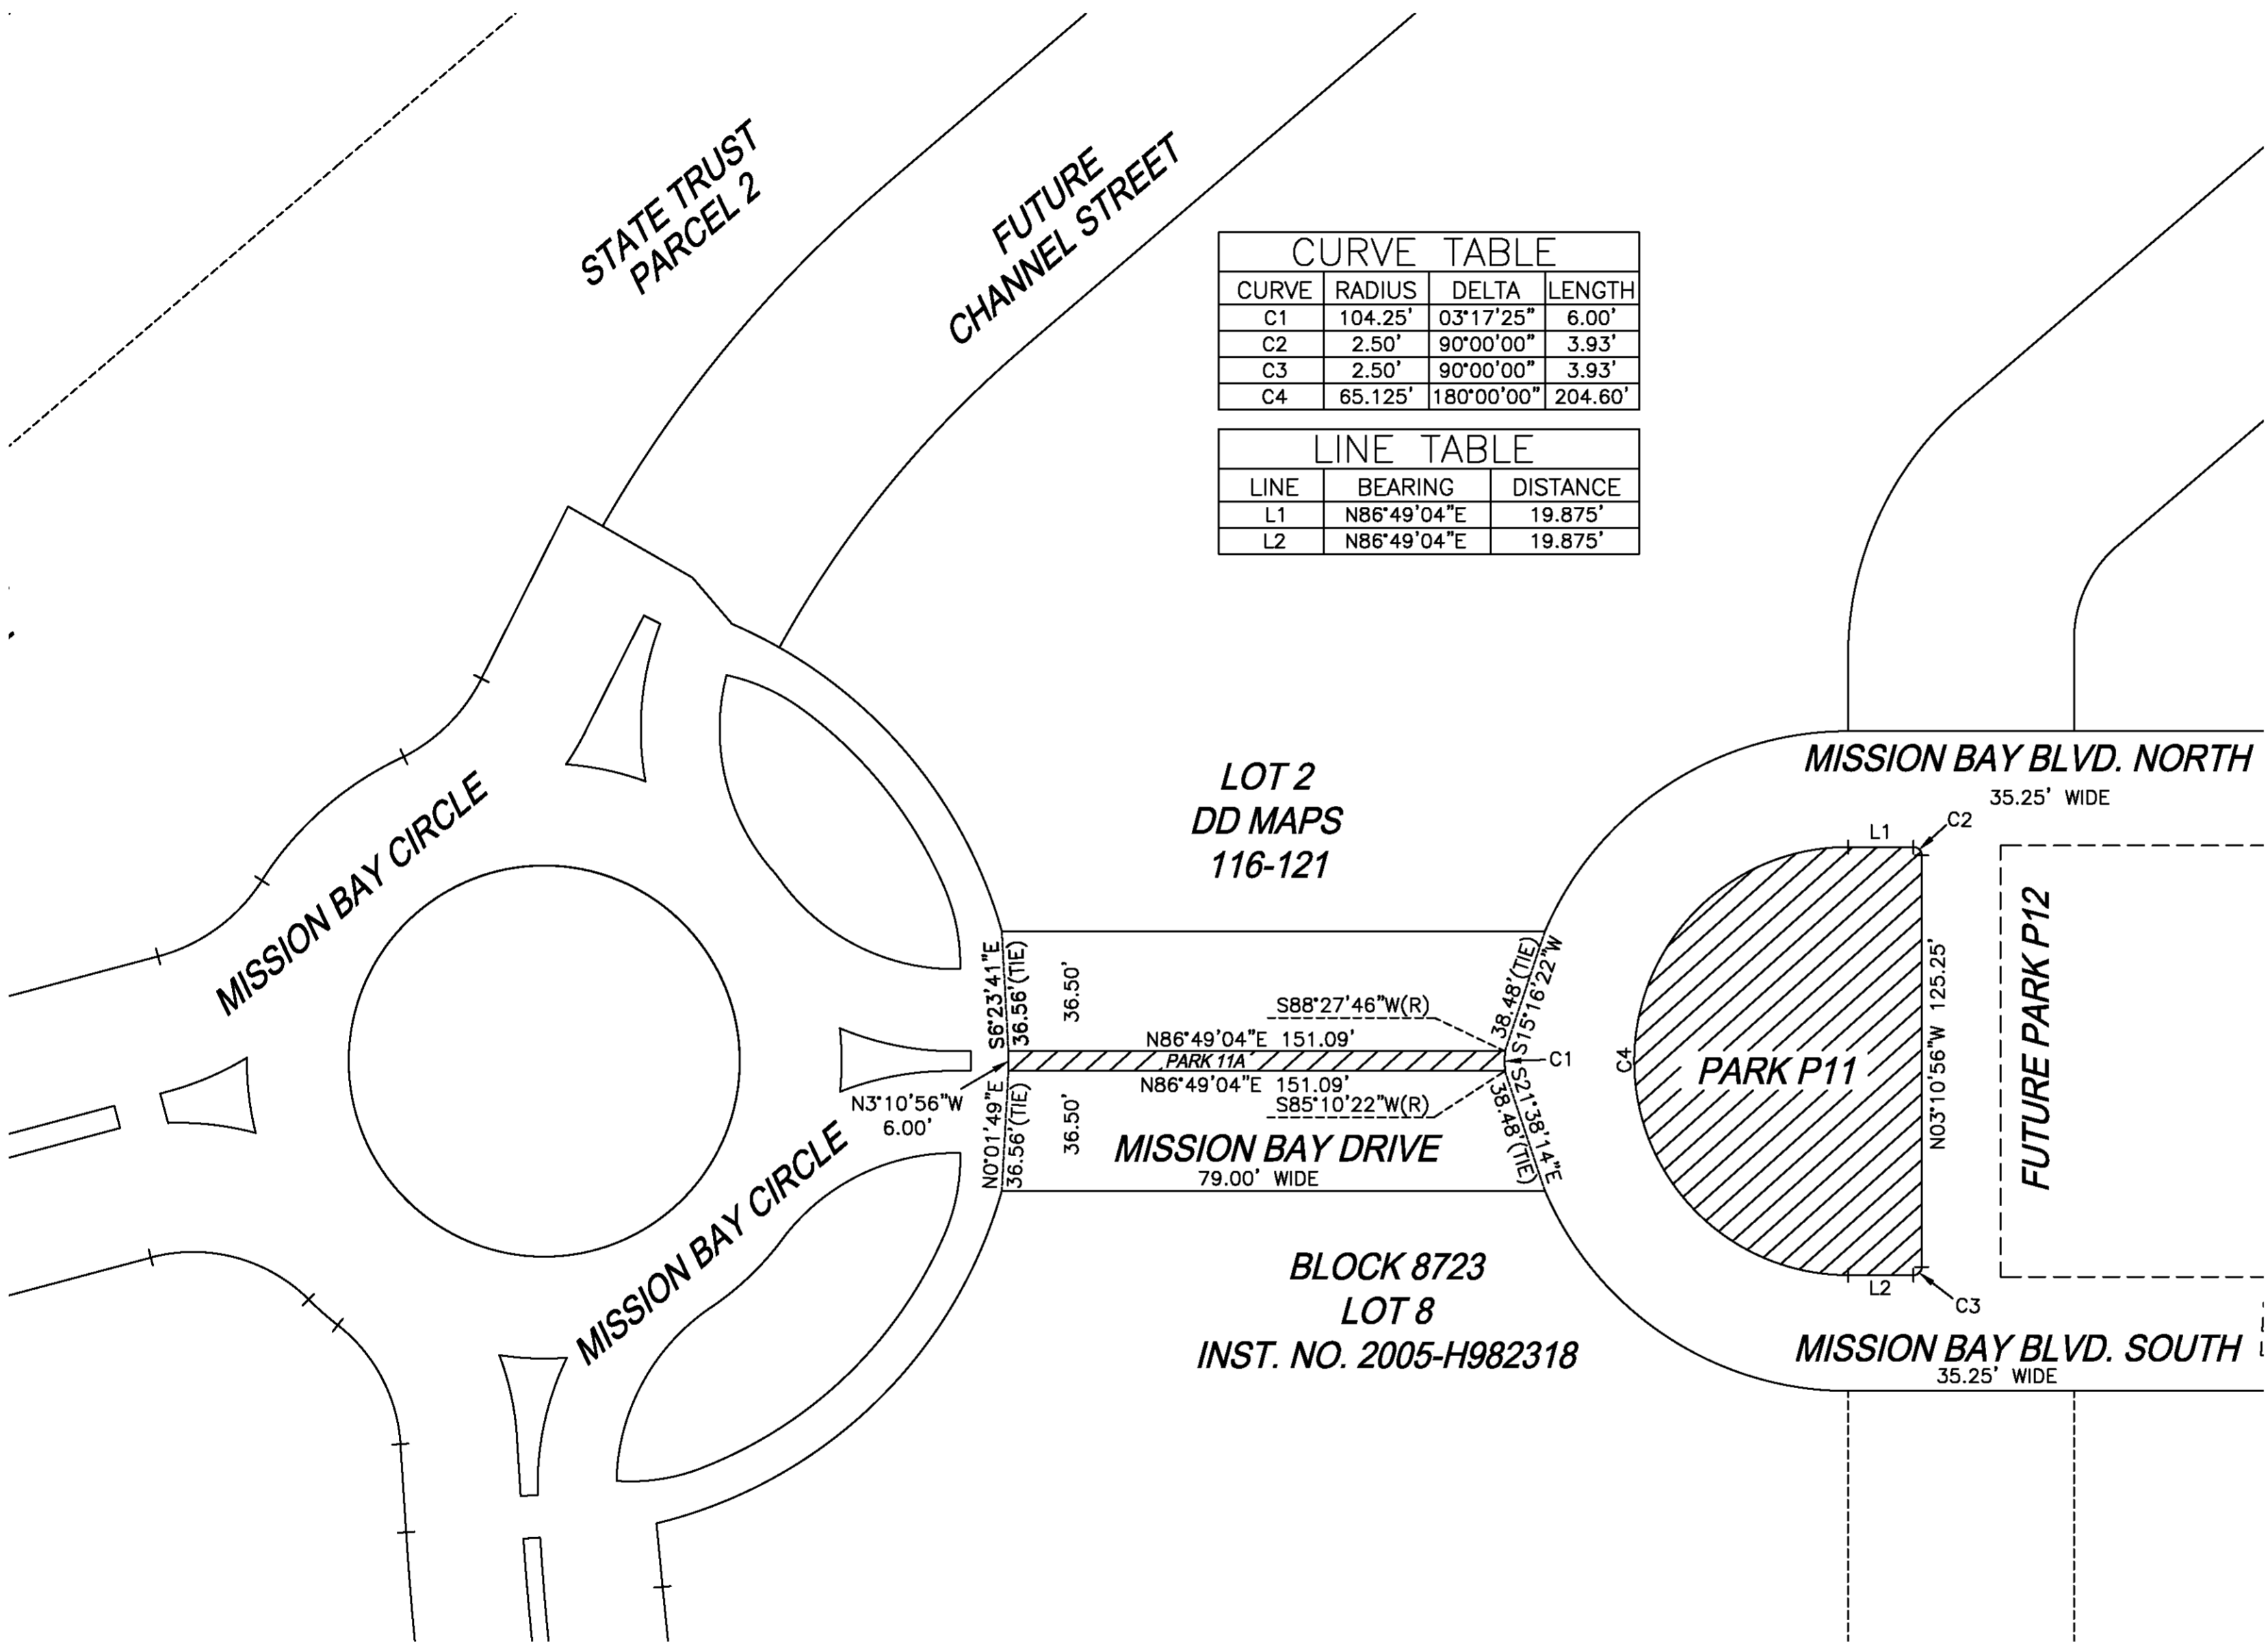 STATE TRUST
PARCEL 2
FUTURE
CHANNEL STREET
CURVE TABLE
CURVE RADIUS DELTA LENGTH
C1 104.25' 03°17'25" 6.00'
C2 2.50' 90°00'00" 3.93'
C3 2.50' 90°00'00" 3.93'
C4 65.125' 180°00'00" 204.60'
LINE TABLE
LINE BEARING DISTANCE
L1 N86°49'04"E 19.875'
L2 N86°49'04"E 19.875'
MISSION BAY CIRCLE
MISSION BAY CIRCLE
LOT 2
DD MAPS
116-121
MISSION BAY BLVD. NORTH
35.25' WIDE
L1
C2
S6°23'41"E
36.56'(TIE)
36.50'
38.48'(TIE)
S15°16'22"W
S88°27'46"W(R)
N86°49'04"E 151.09'
PARK 11A
N86°49'04"E 151.09'
S85°10'22"W(R)
C1
N3°10'56"W
6.00'
N0°01'49"E
36.56'(TIE)
36.50'
S21°38'14"E
38.48'(TIE)
MISSION BAY DRIVE
79.00' WIDE
C4
PARK P11
N03°10'56"W 125.25'
FUTURE PARK P12
BLOCK 8723
LOT 8
INST. NO. 2005-H982318
L2
C3
MISSION BAY BLVD. SOUTH
35.25' WIDE